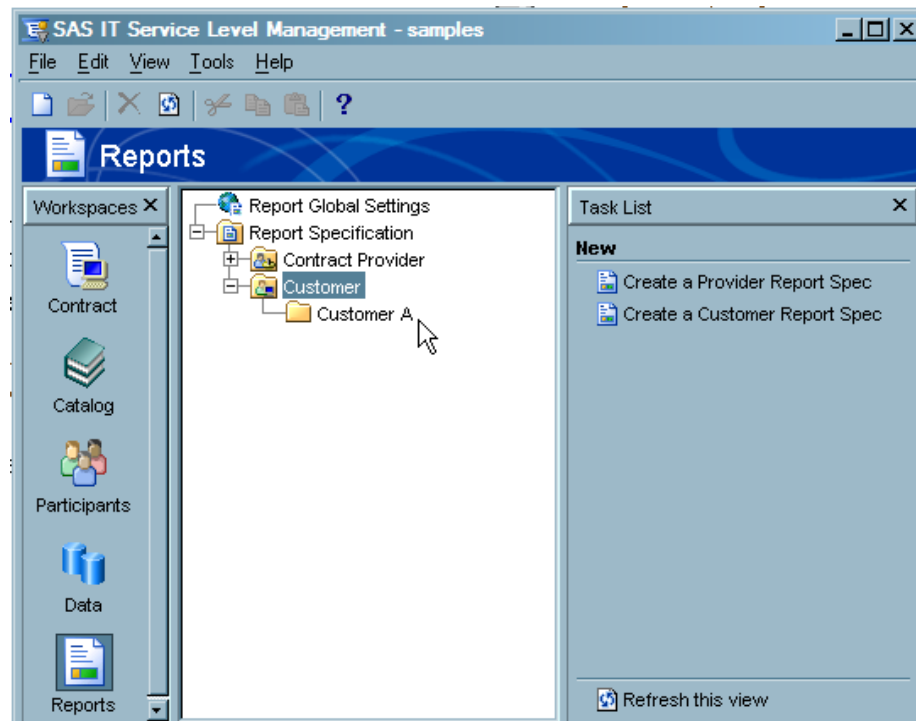 SAS IT Service Level Management - samples
File Edit View Tools Help
?
Reports
Workspaces X
Contract
Catalog
Participants
Data
Reports
Report Global Settings
Report Specification
Contract Provider
Customer
Customer A
Task List X
New
Create a Provider Report Spec
Create a Customer Report Spec
Refresh this view